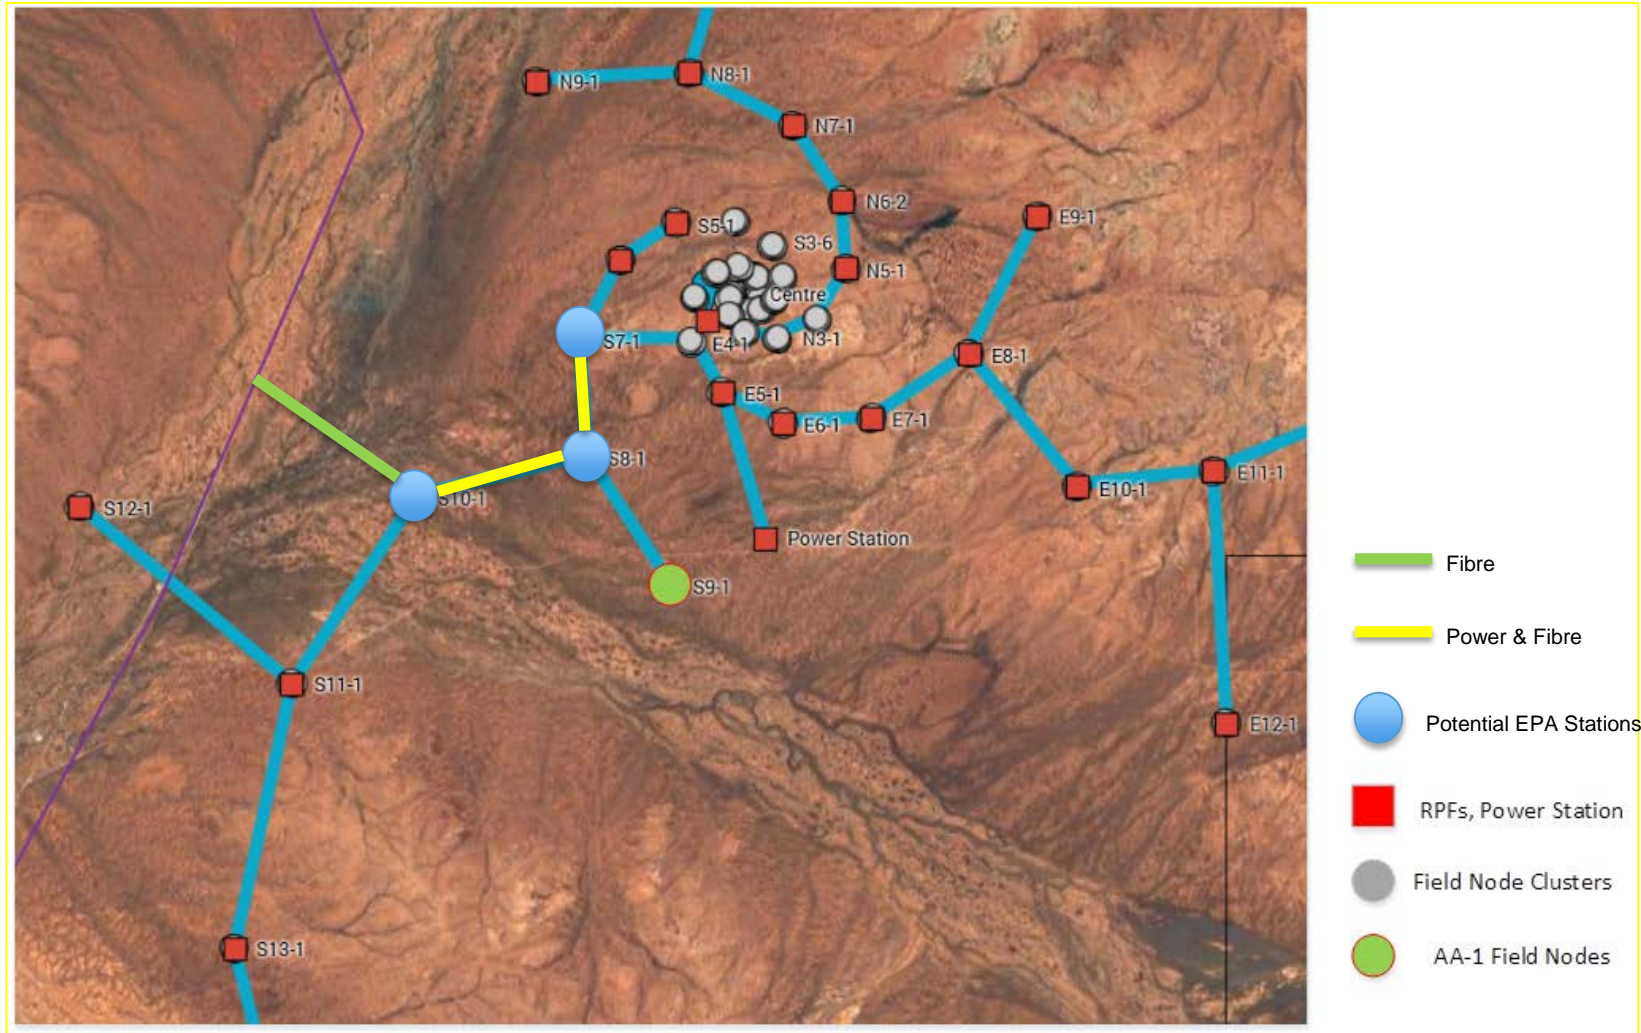 N9-1
N8-1
N7-1
N6-2
E9-1
S5-1
S3-6
N5-1
Centre
S7-1
E4-1
N3-1
E8-1
E5-1
E6-1
E7-1
S8-1
E11-1
E10-1
S10-1
S12-1
Power Station
S9-1
S11-1
E12-1
S13-1
Fibre
Power & Fibre
Potential EPA Stations
RPFs, Power Station
Field Node Clusters
AA-1 Field Nodes